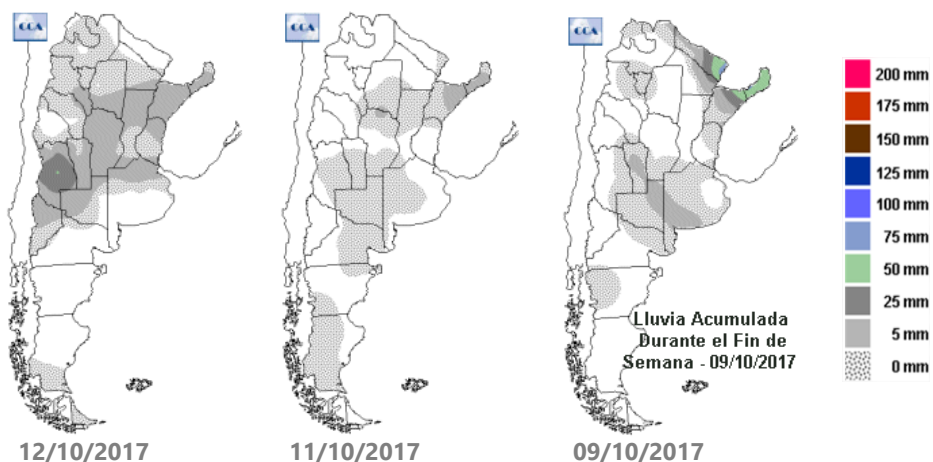 CCA
CCA
CCA
200 mm
175 mm
150 mm
125 mm
100 mm
75 mm
50 mm
25 mm
5 mm
0 mm
Lluvia Acumulada
Durante el Fin de
Semana - 09/10/2017
12/10/2017
11/10/2017
09/10/2017